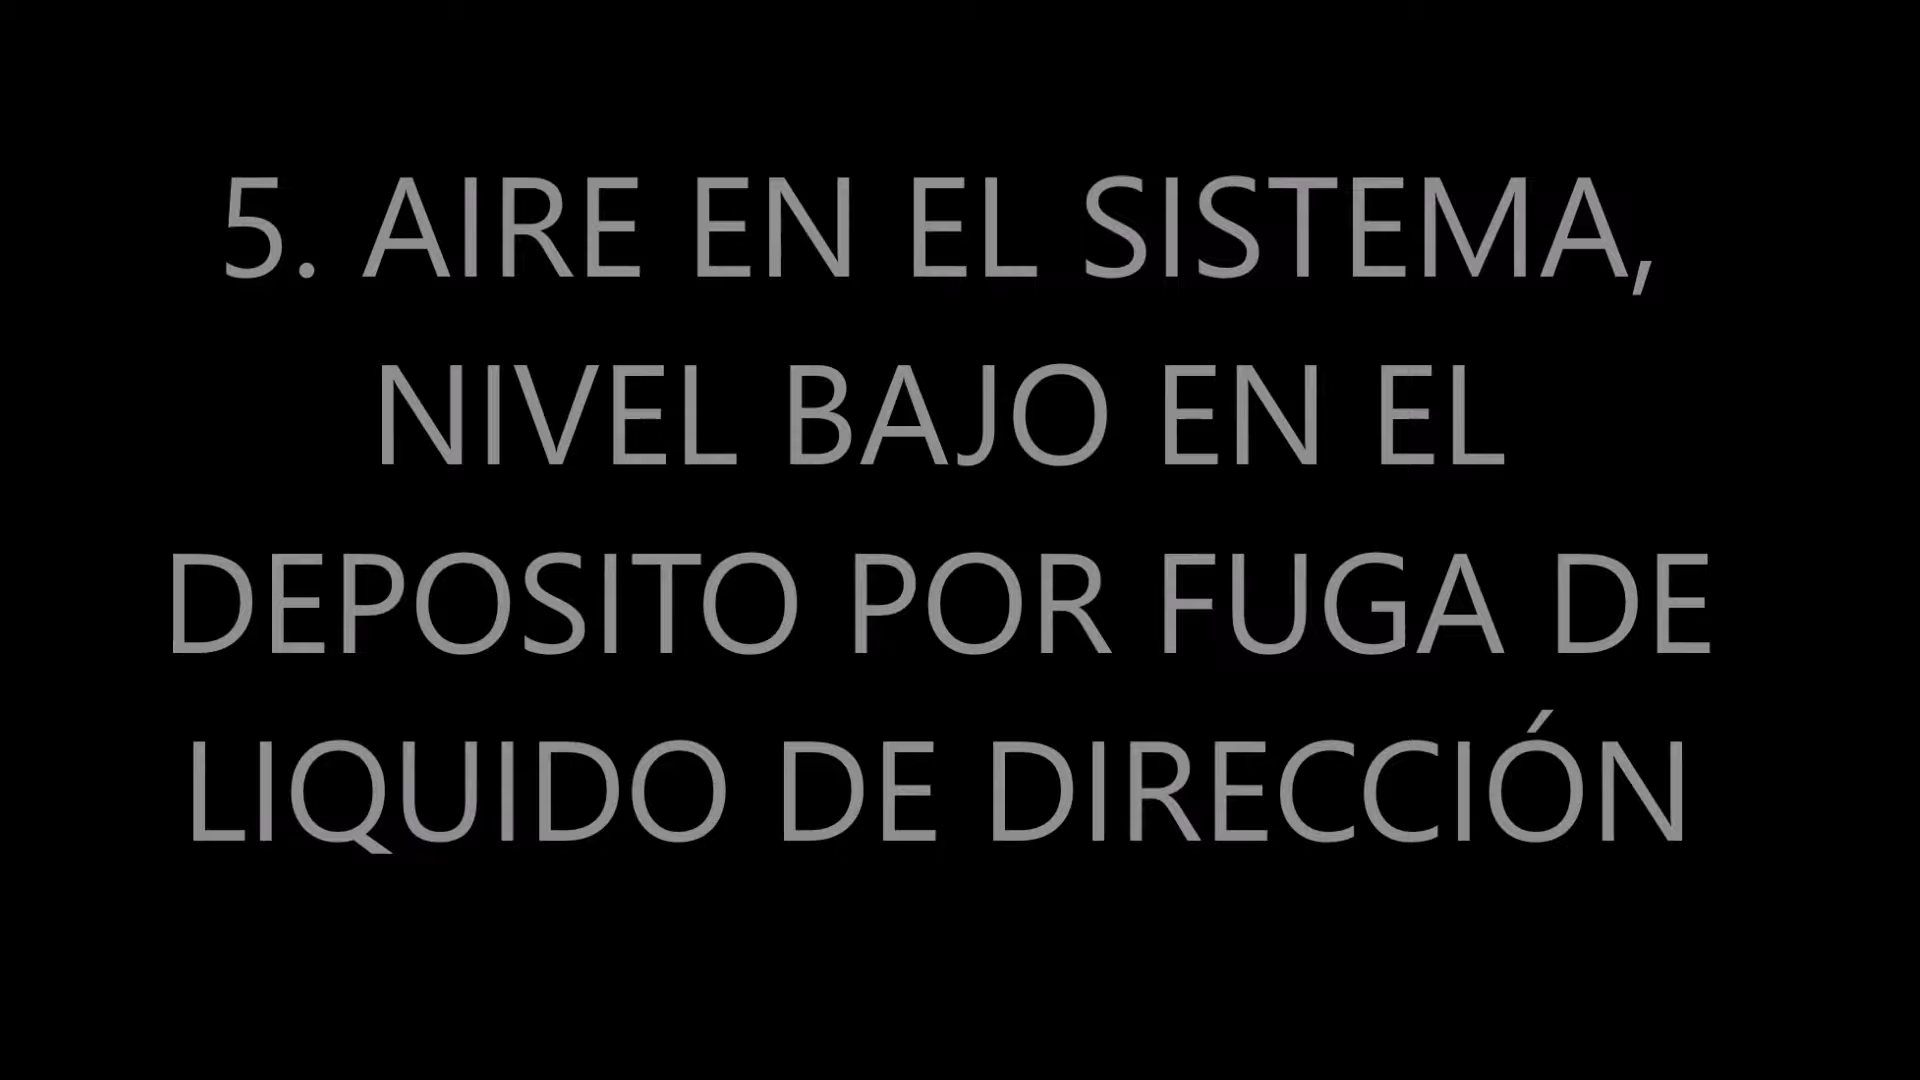 5. AIRE EN EL SISTEMA,
NIVEL BAJO EN EL
DEPOSITO POR FUGA DE
LIQUIDO DE DIRECCIÓN